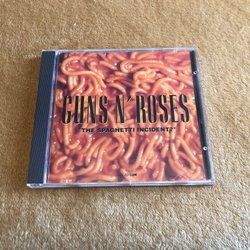 GUNS N' ROSES
"THE SPAGHETTI INCIDENT?"